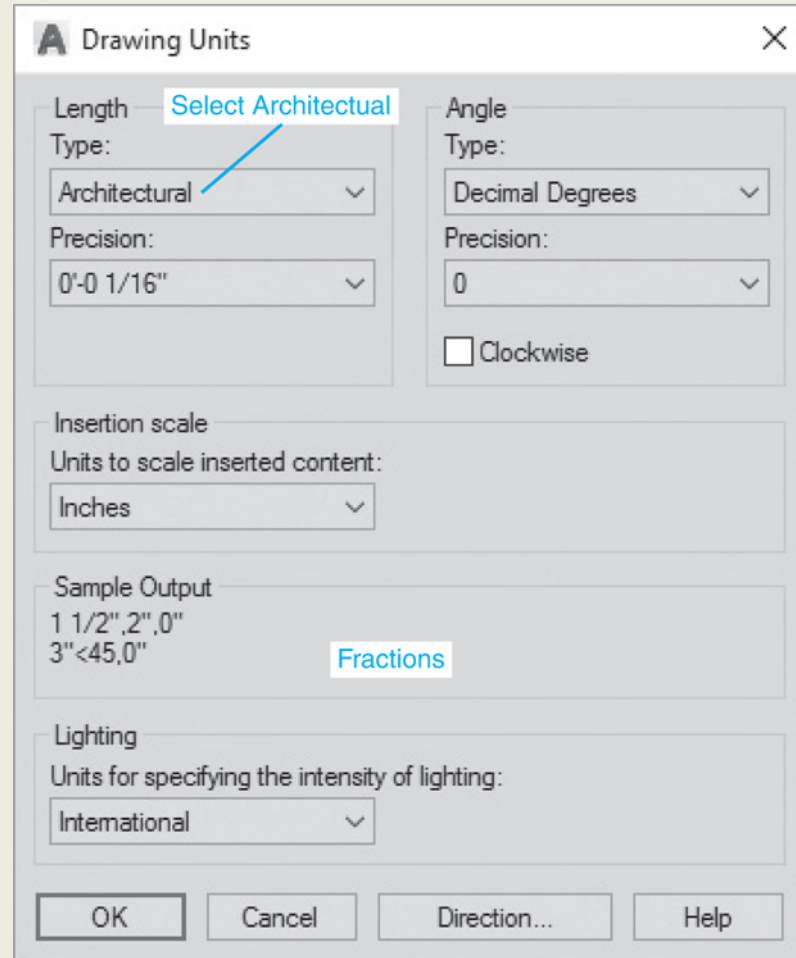 Drawing Units
Length
Select Architectual
Type:
Architectural
Precision:
0'-0 1/16"
Angle
Type:
Decimal Degrees
Precision:
0
Clockwise
Insertion scale
Units to scale inserted content:
Inches
Sample Output
1 1/2",2",0"
3"<45,0"
Fractions
Lighting
Units for specifying the intensity of lighting:
International
OK
Cancel
Direction...
Help